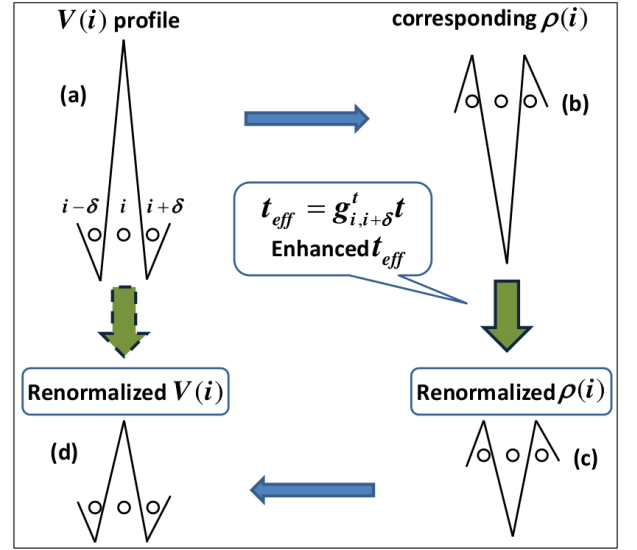 V(i) profile
corresponding ρ(i)
(a)
(b)
i−δ i i+δ
t_eff = g^t_{i,i+δ} t
Enhanced t_eff
Renormalized V(i)
Renormalized ρ(i)
(d)
(c)